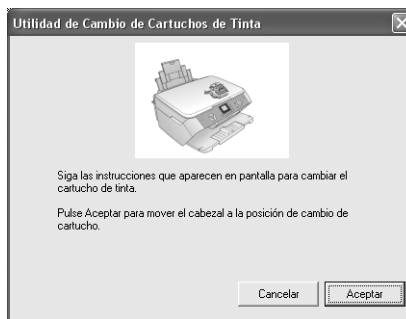 Utilidad de Cambio de Cartuchos de Tinta
Siga las instrucciones que aparecen en pantalla para cambiar el
cartucho de tinta.
Pulse Aceptar para mover el cabezal a la posición de cambio de
cartucho.
Cancelar
Aceptar